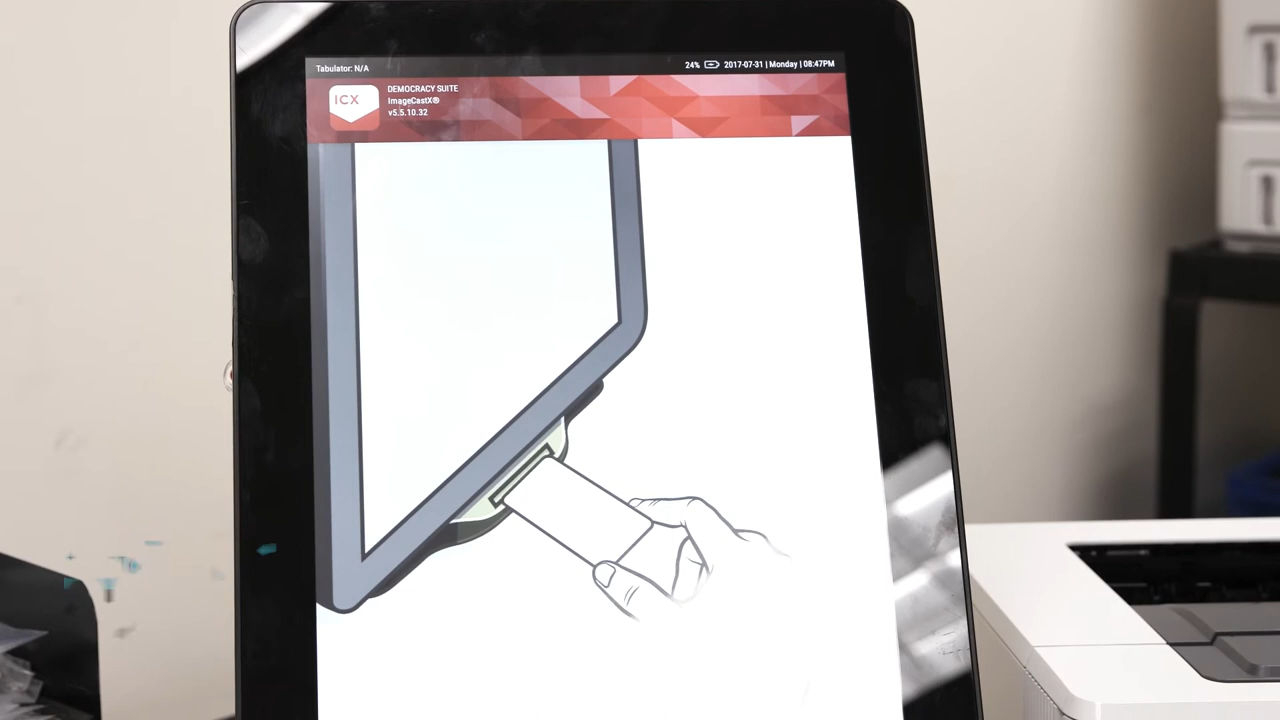 Tabulator: N/A
24% 2017-07-31 | Monday | 08:47PM
ICX
DEMOCRACY SUITE
ImageCastX®
v5.5.10.32